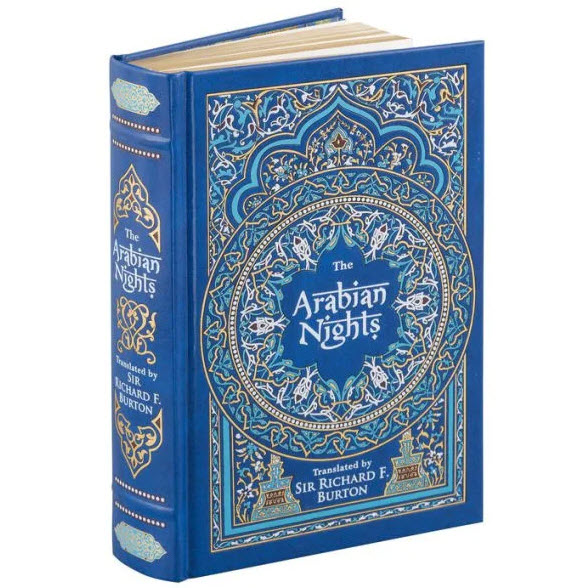 The
Arabian
Nights
Translated by
SIR
RICHARD F.
BURTON
The
Arabian
Nights
Translated by
SIR RICHARD F.
BURTON